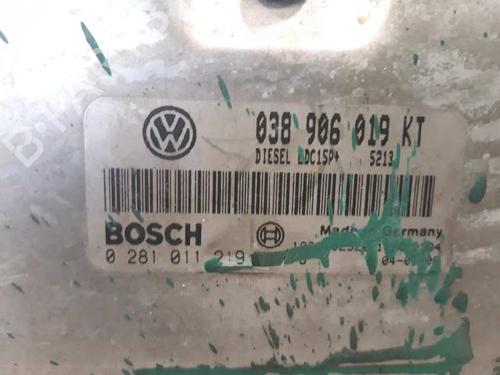 038 906 019 KT
DIESEL EDC15P+ 5213
BOSCH
Made in Germany
0 281 011 219